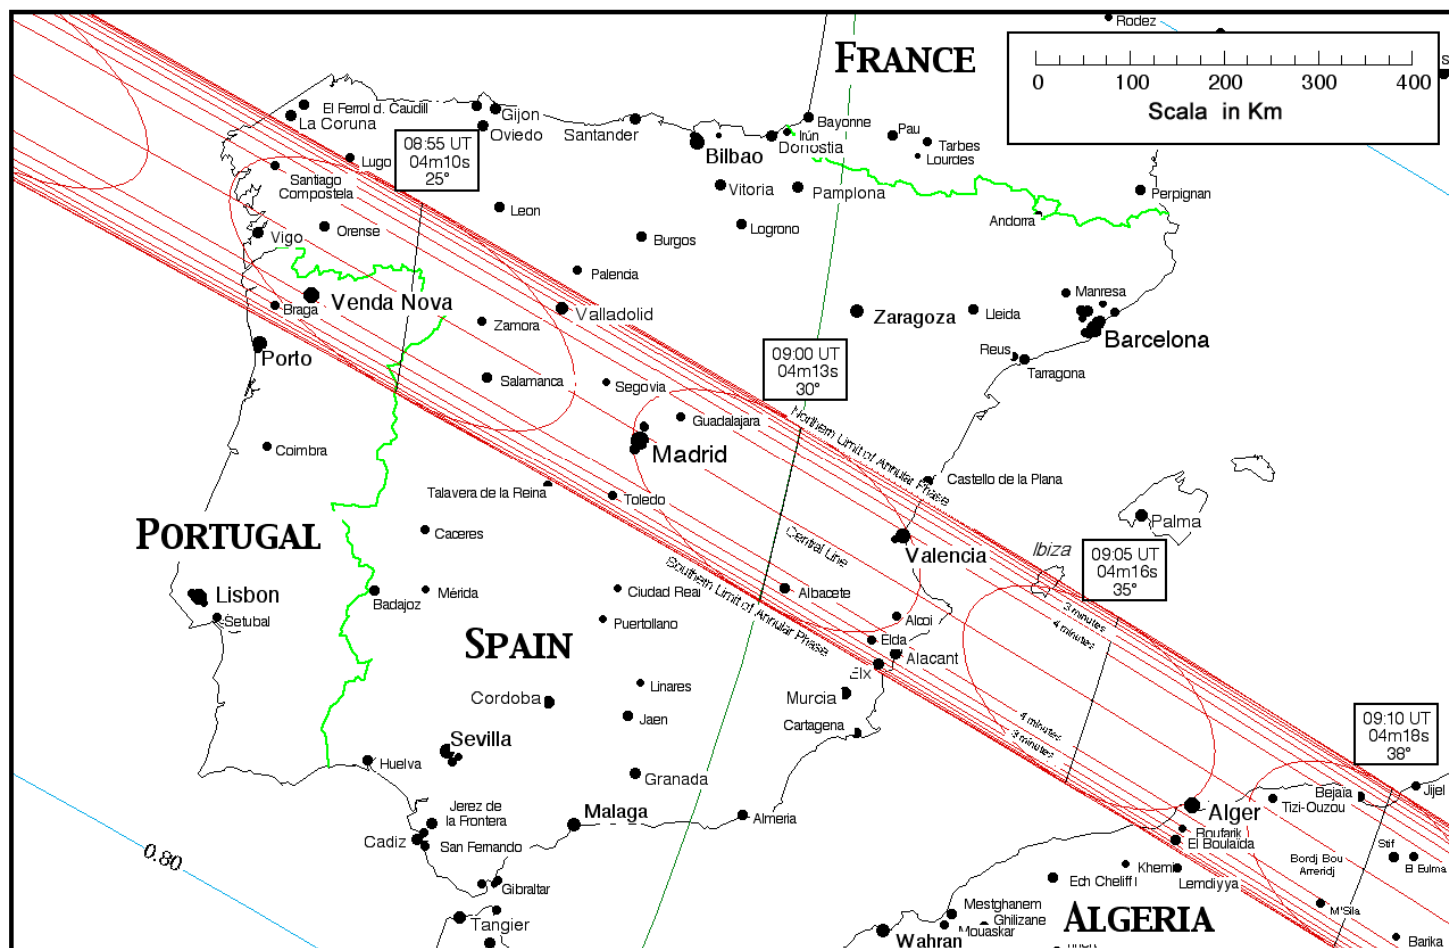 Rodez
FRANCE
0 100 200 300 400
Scala in Km
S
El Ferrol d. Caudill
La Coruna
Gijon
Oviedo
Santander
Bayonne
Irún
Donostia
Pau
Tarbes
Lourdes
Bilbao
08:55 UT
04m10s
25°
Lugo
Santiago
Compostela
Vitoria
Pamplona
Perpignan
Leon
Andorra
Logrono
Orense
Vigo
Burgos
Palencia
Manresa
Venda Nova
Braga
Valladolid
Zamora
Zaragoza
Lleida
Barcelona
Porto
09:00 UT
04m13s
30°
Reus
Tarragona
Salamanca
Segovia
Guadalajara
Northern Limit of Annular Phase
Coimbra
Madrid
Castello de la Plana
Talavera de la Reina
Toledo
PORTUGAL
Caceres
Central Line
Palma
Valencia
Ibiza
09:05 UT
04m16s
35°
Southern Limit of Annular Phase
Lisbon
Setubal
Badajoz
Mérida
Ciudad Real
Albacete
3 minutes
4 minutes
Puertollano
Alcoi
SPAIN
Elda
Alacant
Elx
Linares
Murcia
Cordoba
Jaen
Cartagena
4 minutes
3 minutes
09:10 UT
04m18s
38°
Sevilla
Huelva
Granada
Bejaia
Jijel
Tizi-Ouzou
Jerez de
la Frontera
Malaga
Almeria
Alger
Boufarik
El Boulaida
Cadiz
San Fernando
0.80
Stif
El Eulma
Bordj Bou
Arreridj
Khemi
Ech Cheliff
Lemdiyya
Gibraltar
Mestghanem
Ghilizane
Mouaskar
M'Sila
Tangier
ALGERIA
Wahran
Barika